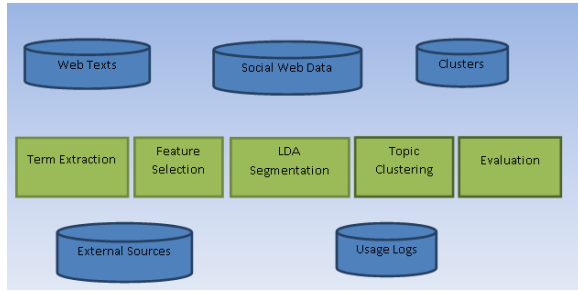 Web Texts
Social Web Data
Clusters
Term Extraction
Feature
Selection
LDA
Segmentation
Topic
Clustering
Evaluation
External Sources
Usage Logs